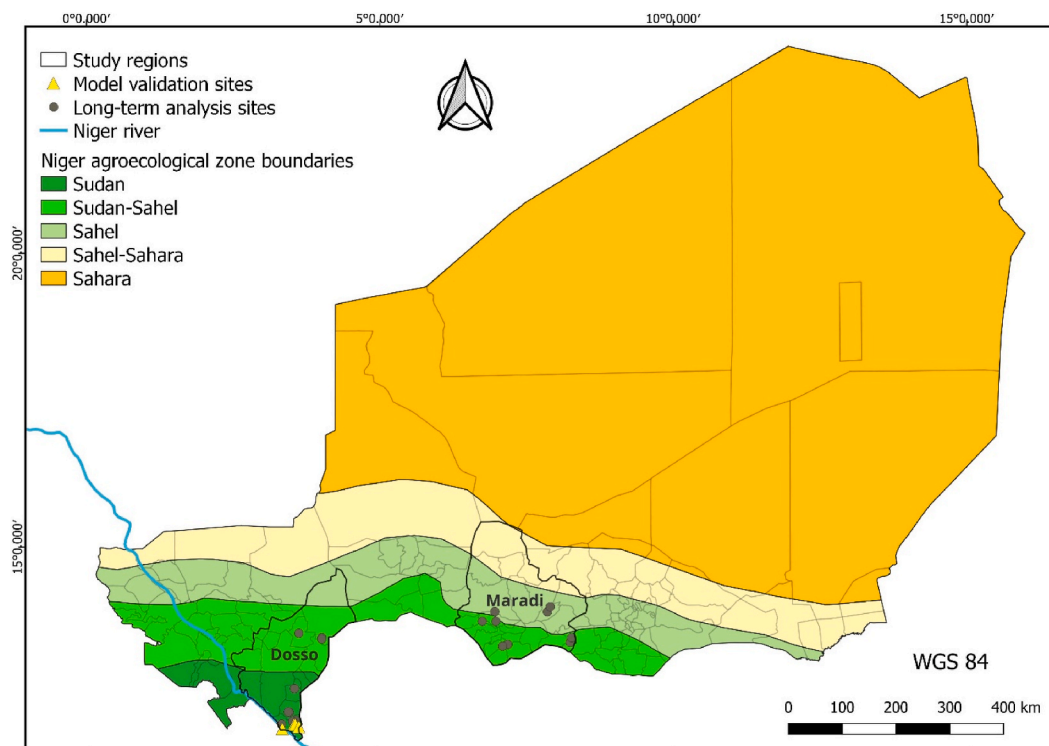 0°0,000′ 5°0,000′ 10°0,000′ 15°0,000′
Study regions
Model validation sites
Long-term analysis sites
Niger river
Niger agroecological zone boundaries
Sudan
Sudan-Sahel
Sahel
Sahel-Sahara
Sahara
20°0,000′
15°0,000′
Maradi
Dosso
WGS 84
0 100 200 300 400 km